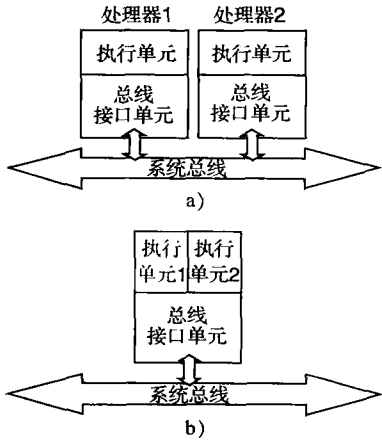 处理器1 处理器2
执行单元 执行单元
总线 总线
接口单元 接口单元
系统总线
a)
执行 执行
单元1 单元2
总线
接口单元
系统总线
b)